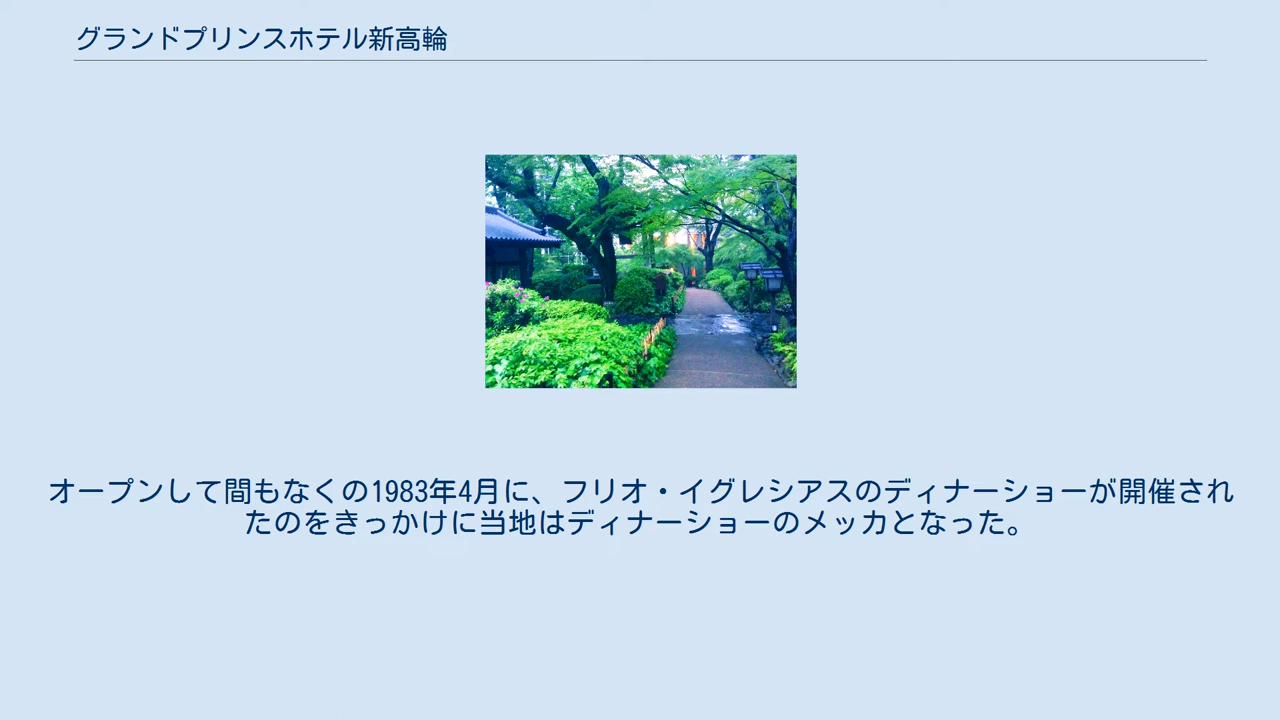 グランドプリンスホテル新高輪
オープンして間もなくの1983年4月に、フリオ・イグレシアスのディナーショーが開催され
たのをきっかけに当地はディナーショーのメッカとなった。